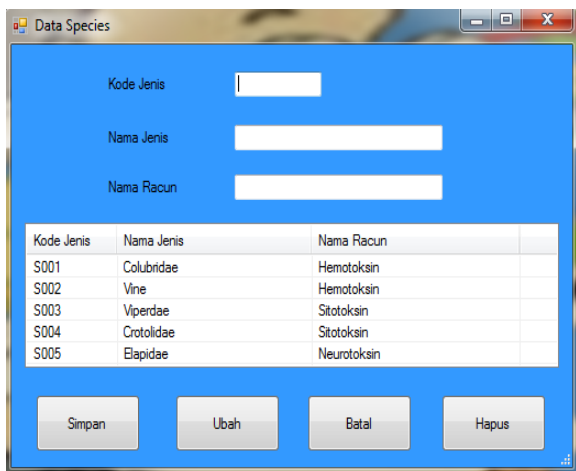 Data Species
Kode Jenis
Nama Jenis
Nama Racun
Kode Jenis Nama Jenis Nama Racun
S001 Colubridae Hemotoksin
S002 Vine Hemotoksin
S003 Viperdae Sitotoksin
S004 Crotolidae Sitotoksin
S005 Elapidae Neurotoksin
Simpan Ubah Batal Hapus